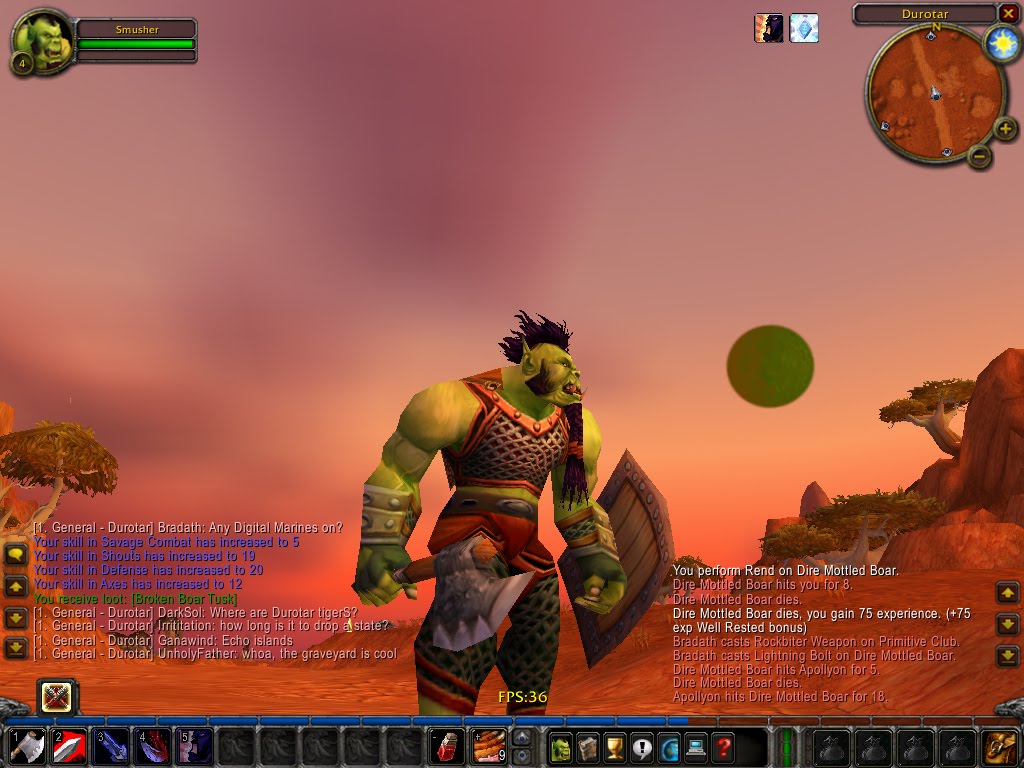 Smusher
4
Durotar
N
[1. General - Durotar] Bradath: Any Digital Marines on?
Your skill in Savage Combat has increased to 5
Your skill in Shouts has increased to 19
Your skill in Defense has increased to 20
Your skill in Axes has increased to 12
You receive loot: [Broken Boar Tusk]
[1. General - Durotar] DarkSol: Where are Durotar tigerS?
[1. General - Durotar] Irrititation: how long is it to drop a state?
[1. General - Durotar] Ganawind: Echo islands
[1. General - Durotar] UnholyFather: whoa, the graveyard is cool
You perform Rend on Dire Mottled Boar.
Dire Mottled Boar hits you for 8.
Dire Mottled Boar dies.
Dire Mottled Boar dies, you gain 75 experience. (+75
exp Well Rested bonus)
Bradath casts Rockbiter Weapon on Primitive Club.
Bradath casts Lightning Bolt on Dire Mottled Boar.
Dire Mottled Boar hits Apollyon for 5.
Dire Mottled Boar dies.
Apollyon hits Dire Mottled Boar for 18.
FPS:36
1 2 3 4 5 - + 9